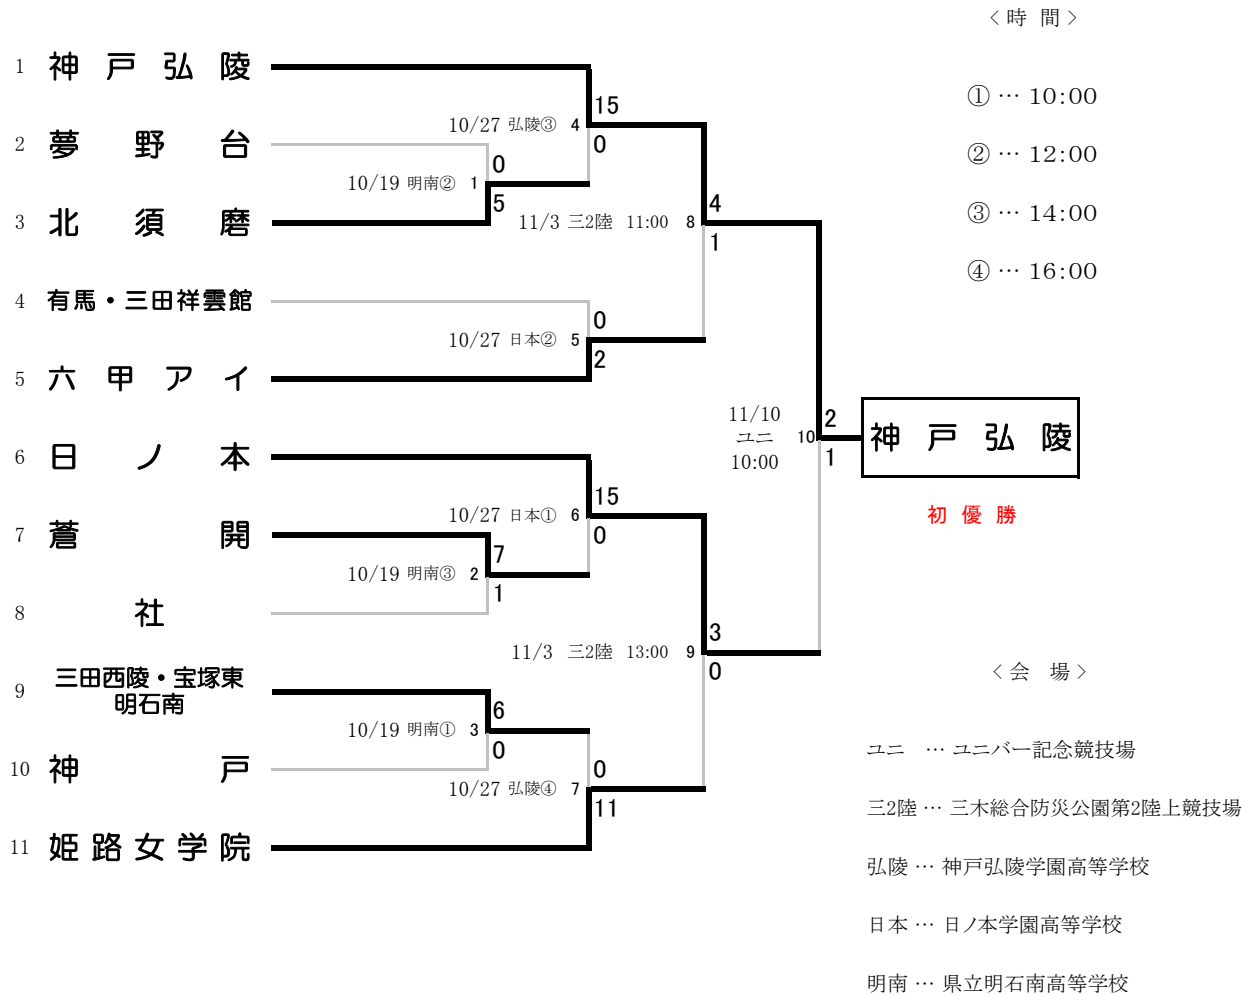 〈 時 間 〉
① … 10:00
② … 12:00
③ … 14:00
④ … 16:00
1 神戸弘陵
2 夢野台
3 北須磨
4 有馬・三田祥雲館
5 六甲アイ
6 日ノ本
7 蒼開
8 社
9 三田西陵・宝塚東
明石南
10 神戸
11 姫路女学院
10/19 明南② 1
0
5
10/19 明南③ 2
7
1
10/19 明南① 3
6
0
10/27 弘陵③ 4
15
0
10/27 日本② 5
0
2
10/27 日本① 6
15
0
10/27 弘陵④ 7
0
11
11/3 三2陸 11:00 8
4
1
11/3 三2陸 13:00 9
3
0
11/10
ユニ
10:00
10
2
1
神戸弘陵
初優勝
〈 会 場 〉
ユニ … ユニバー記念競技場
三2陸 … 三木総合防災公園第2陸上競技場
弘陵 … 神戸弘陵学園高等学校
日本 … 日ノ本学園高等学校
明南 … 県立明石南高等学校